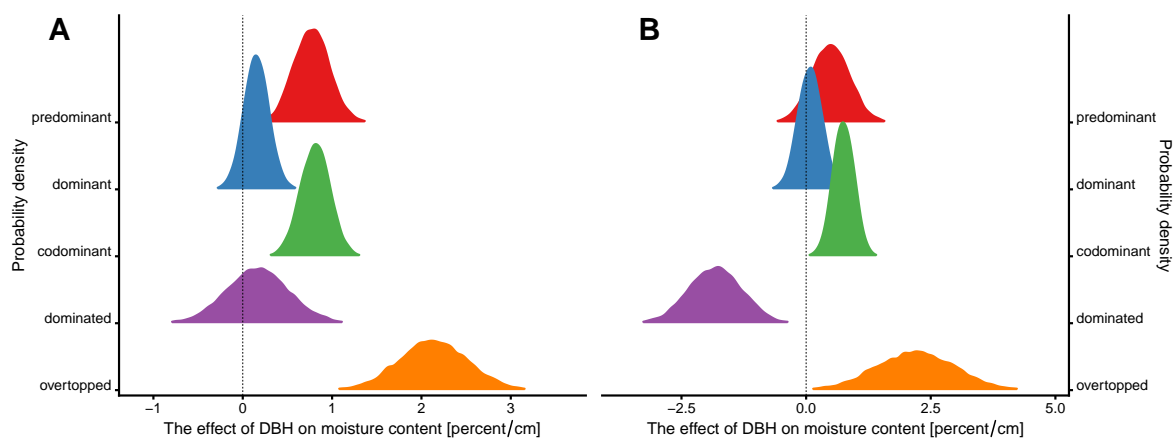 A
Probability density
predominant
dominant
codominant
dominated
overtopped
−1
0
1
2
3
The effect of DBH on moisture content [percent/cm]
B
predominant
dominant
codominant
dominated
overtopped
Probability density
−2.5
0.0
2.5
5.0
The effect of DBH on moisture content [percent/cm]